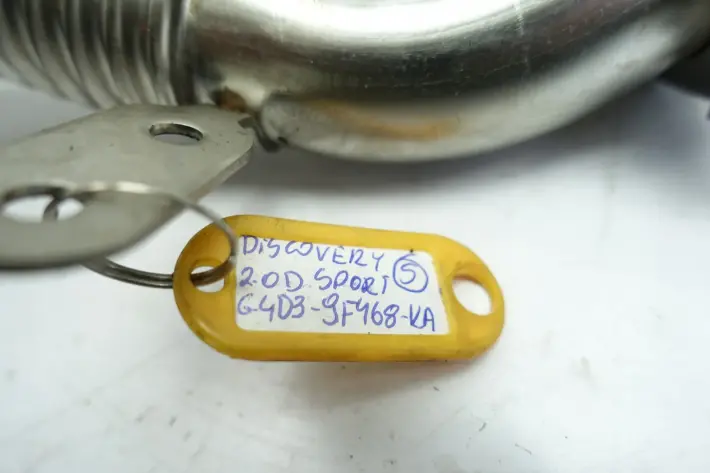 DISCOVERY
2.0D SPORT 5
G4D3-9F468-KA